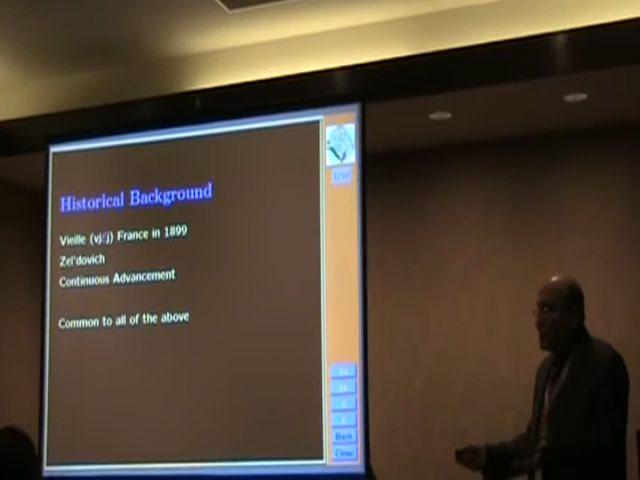 Historical Background
Vieille (vjɛj) France in 1899
Zel'dovich
Continuous Advancement
Common to all of the above
Back
Close